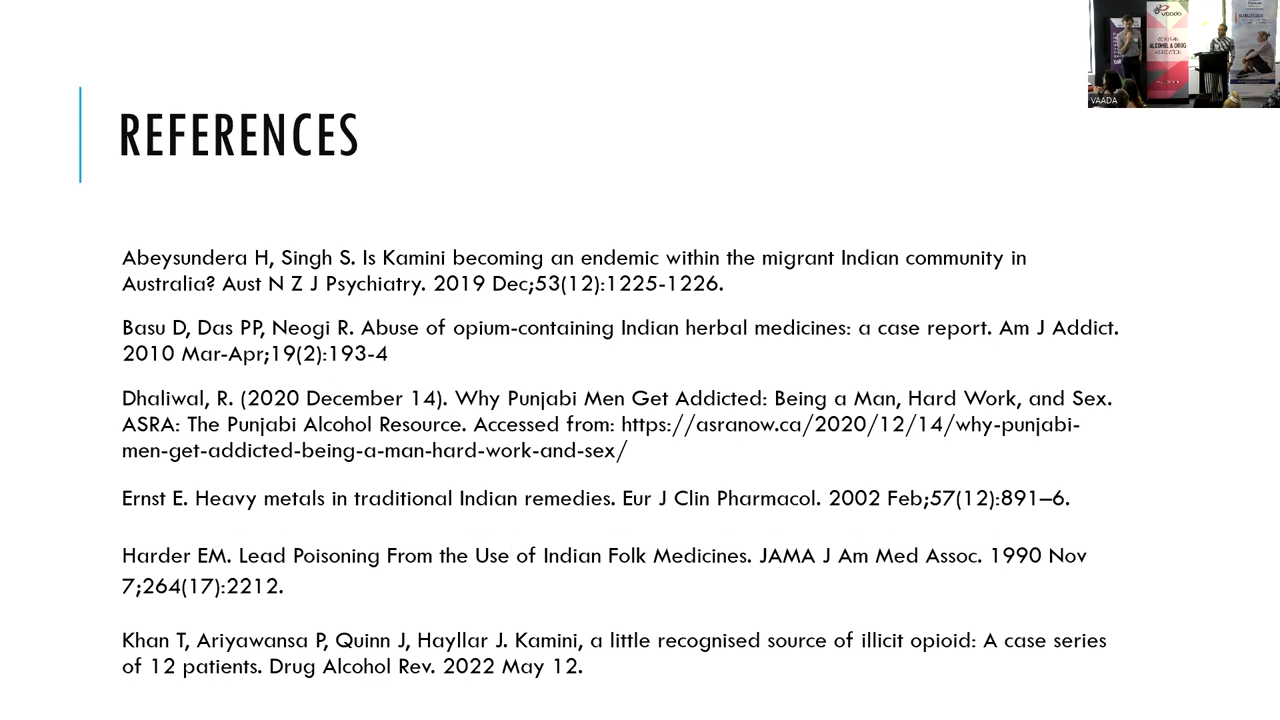 REFERENCES
Abeysundera H, Singh S. Is Kamini becoming an endemic within the migrant Indian community in
Australia? Aust N Z J Psychiatry. 2019 Dec;53(12):1225-1226.
Basu D, Das PP, Neogi R. Abuse of opium-containing Indian herbal medicines: a case report. Am J Addict.
2010 Mar-Apr;19(2):193-4
Dhaliwal, R. (2020 December 14). Why Punjabi Men Get Addicted: Being a Man, Hard Work, and Sex.
ASRA: The Punjabi Alcohol Resource. Accessed from: https://asranow.ca/2020/12/14/why-punjabi-
men-get-addicted-being-a-man-hard-work-and-sex/
Ernst E. Heavy metals in traditional Indian remedies. Eur J Clin Pharmacol. 2002 Feb;57(12):891–6.
Harder EM. Lead Poisoning From the Use of Indian Folk Medicines. JAMA J Am Med Assoc. 1990 Nov
7;264(17):2212.
Khan T, Ariyawansa P, Quinn J, Hayllar J. Kamini, a little recognised source of illicit opioid: A case series
of 12 patients. Drug Alcohol Rev. 2022 May 12.
vaada
ALCOHOL & DRUG
VAADA